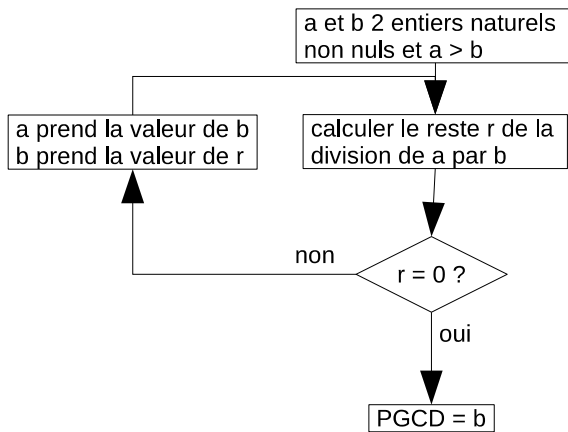 a et b 2 entiers naturels
non nuls et a > b
a prend la valeur de b
b prend la valeur de r
calculer le reste r de la
division de a par b
non
r = 0 ?
oui
PGCD = b